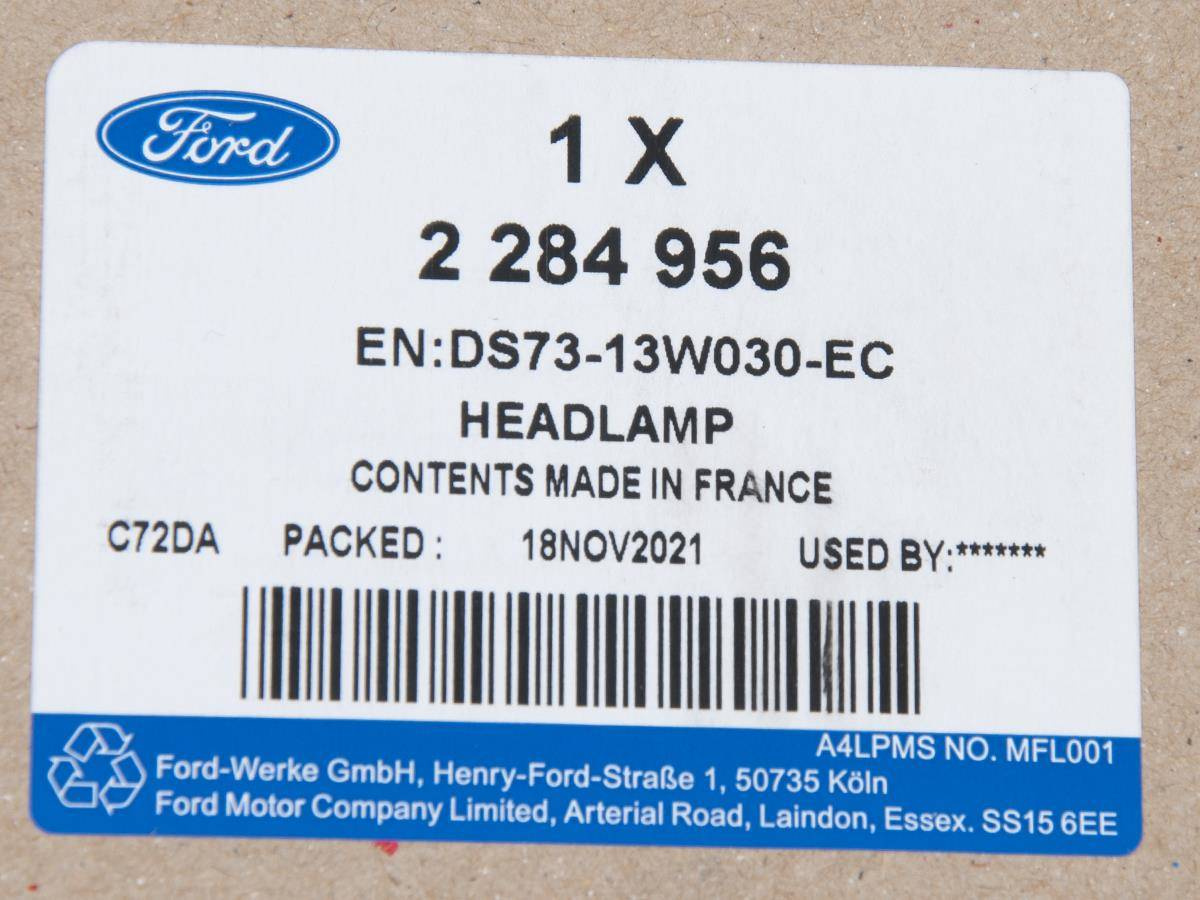 Ford
1 X
2 284 956
EN:DS73-13W030-EC
HEADLAMP
CONTENTS MADE IN FRANCE
C72DA PACKED : 18NOV2021 USED BY:*******
A4LPMS NO. MFL001
Ford-Werke GmbH, Henry-Ford-Straße 1, 50735 Köln
Ford Motor Company Limited, Arterial Road, Laindon, Essex. SS15 6EE